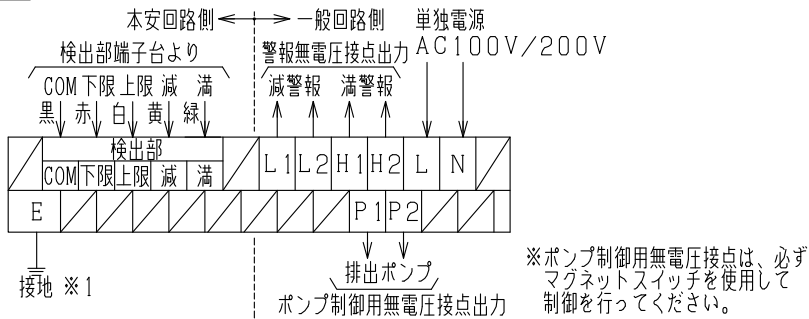 本安回路側 一般回路側 単独電源
検出部端子台より 警報無電圧接点出力 AC100V/200V
COM 下限 上限 減 満 減警報 満警報
黒 赤 白 黄 緑
検出部 L1 L2 H1 H2 L N
COM 下限 上限 減 満
E P1 P2
接地 ※1
排出ポンプ
ポンプ制御用無電圧接点出力
※ポンプ制御用無電圧接点は、必ず
マグネットスイッチを使用して
制御を行ってください。